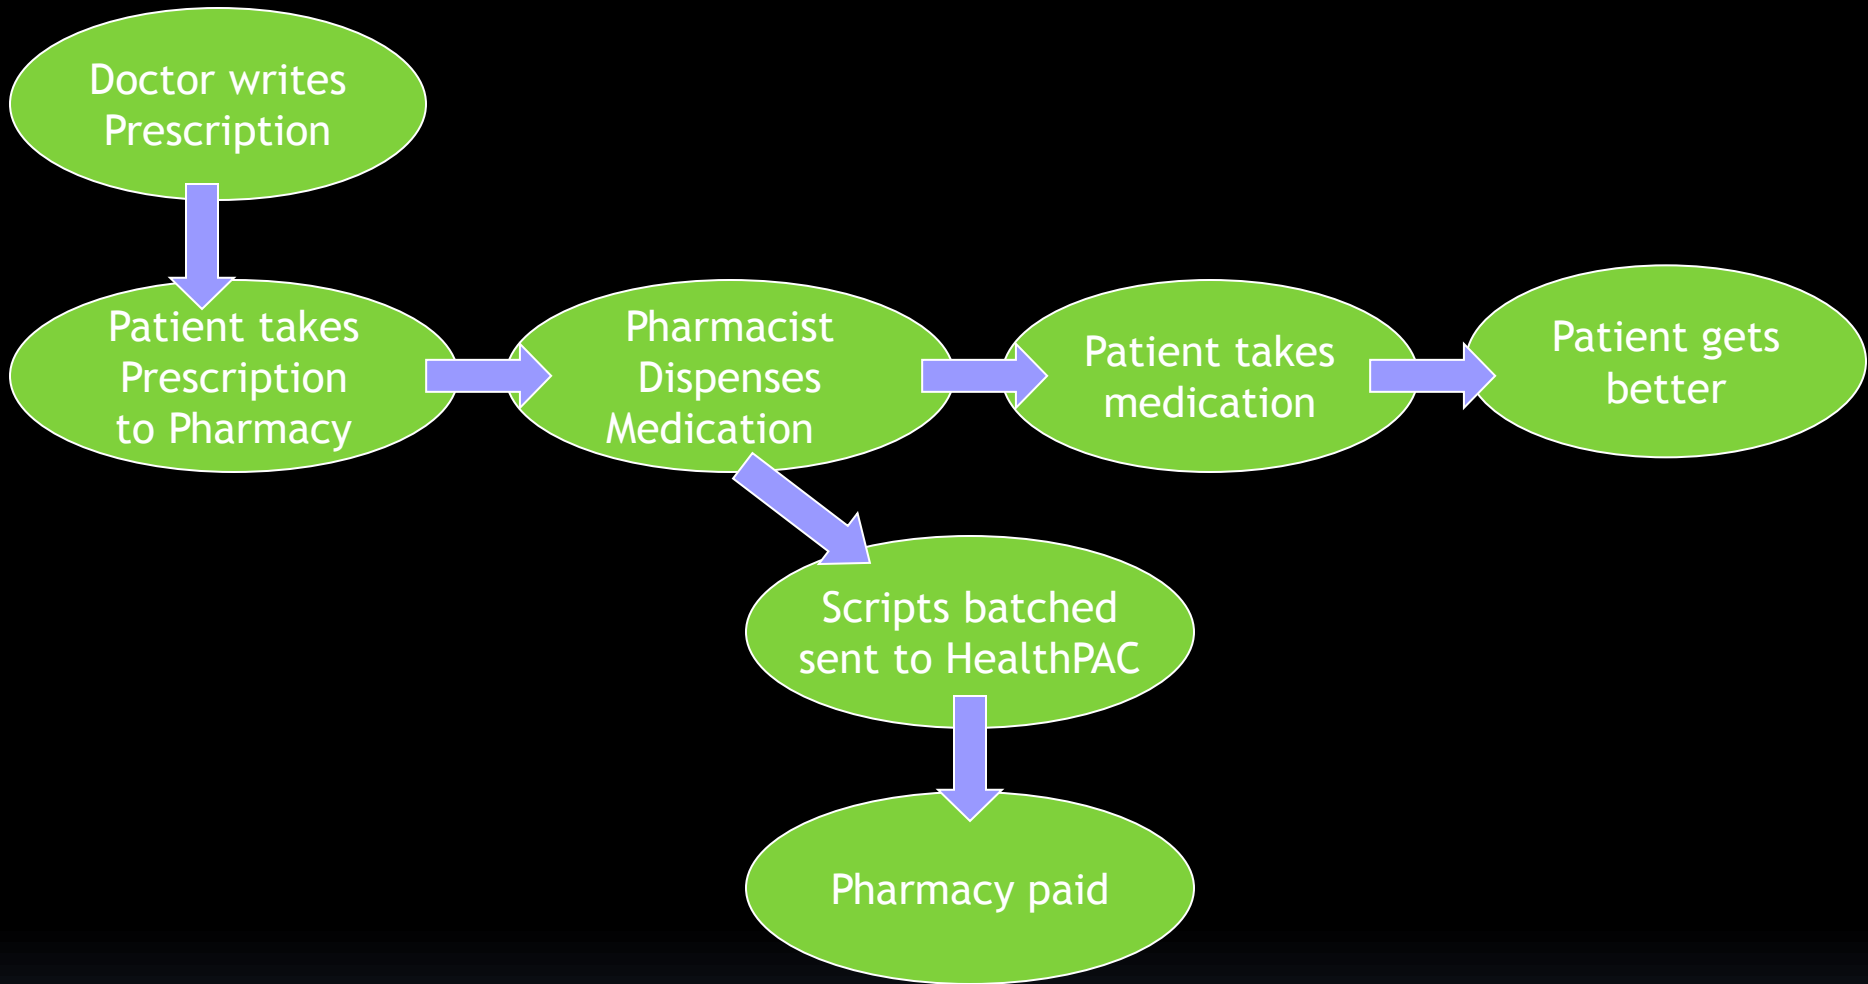 Doctor writes
Prescription
Patient takes
Prescription
to Pharmacy
Pharmacist
Dispenses
Medication
Patient takes
medication
Patient gets
better
Scripts batched
sent to HealthPAC
Pharmacy paid